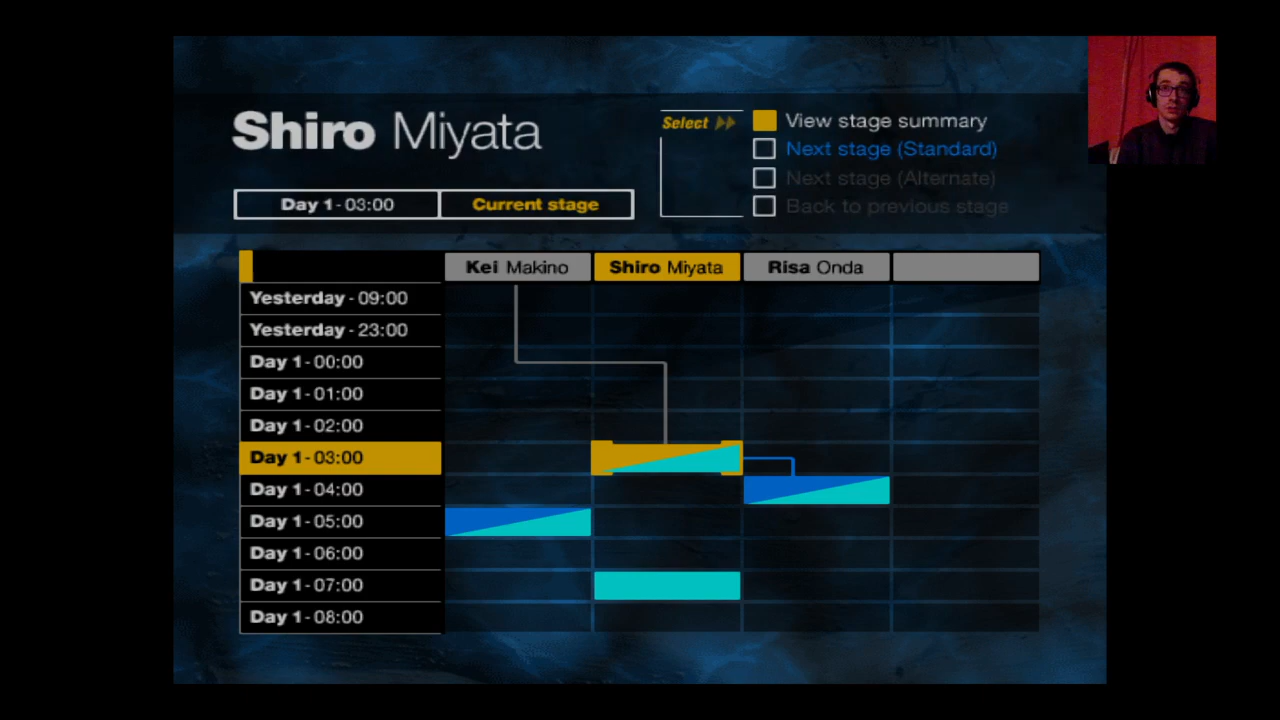 Shiro Miyata
Select
View stage summary
Next stage (Standard)
Next stage (Alternate)
Back to previous stage
Day 1 - 03:00
Current stage
Kei Makino
Shiro Miyata
Risa Onda
Yesterday - 09:00
Yesterday - 23:00
Day 1 - 00:00
Day 1 - 01:00
Day 1 - 02:00
Day 1 - 03:00
Day 1 - 04:00
Day 1 - 05:00
Day 1 - 06:00
Day 1 - 07:00
Day 1 - 08:00